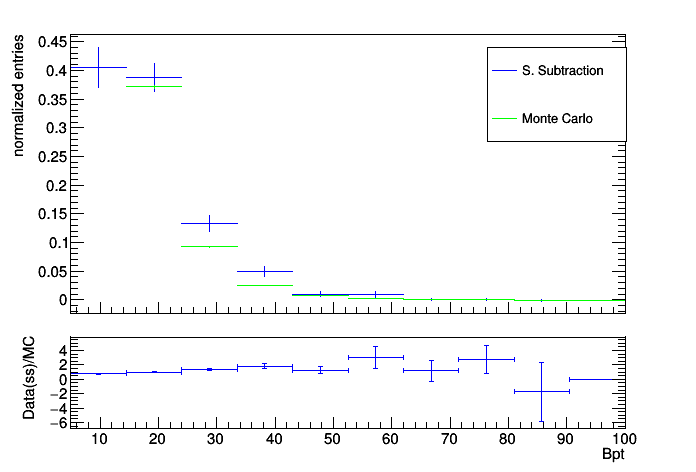 normalized entries
0.45
0.4
0.35
0.3
0.25
0.2
0.15
0.1
0.05
0
S. Subtraction
Monte Carlo
Data(ss)/MC
4
2
0
−2
−4
−6
10 20 30 40 50 60 70 80 90 100
Bpt